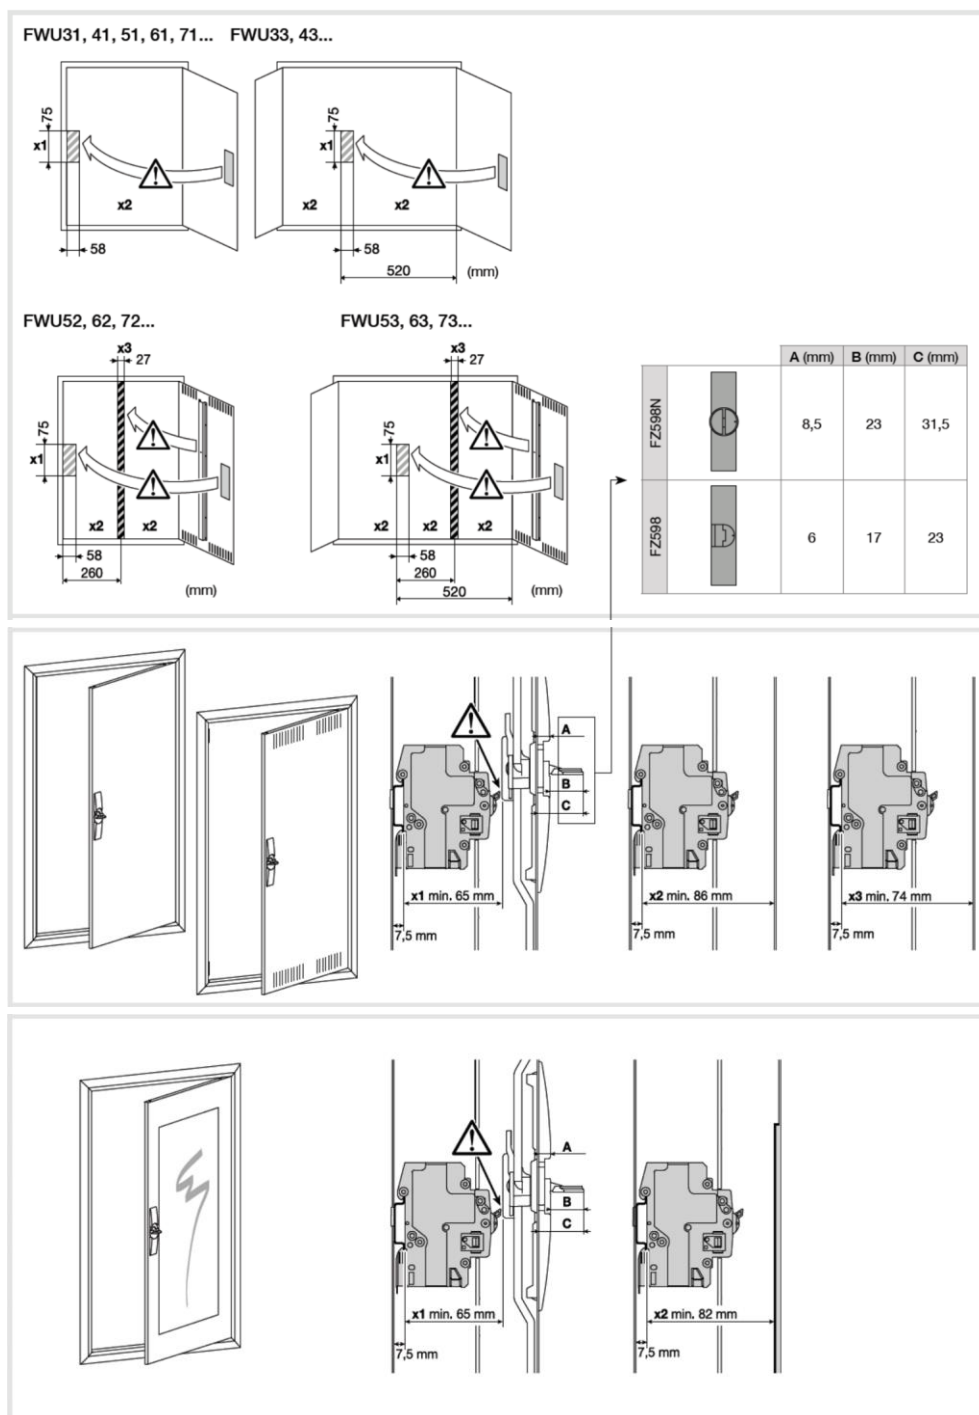 FWU31, 41, 51, 61, 71... FWU33, 43...
75
x1
x2
58
75
x1
x2
x2
58
520
(mm)
FWU52, 62, 72...
FWU53, 63, 73...
x3
27
75
x1
x2
x2
58
260
(mm)
x3
27
75
x1
x2
x2
x2
58
260
520
(mm)
A (mm) B (mm) C (mm)
FZ598N 8,5 23 31,5
FZ598 6 17 23
A
B
C
x1 min. 65 mm
7,5 mm
x2 min. 86 mm
7,5 mm
x3 min. 74 mm
7,5 mm
A
B
C
x1 min. 65 mm
7,5 mm
x2 min. 82 mm
7,5 mm